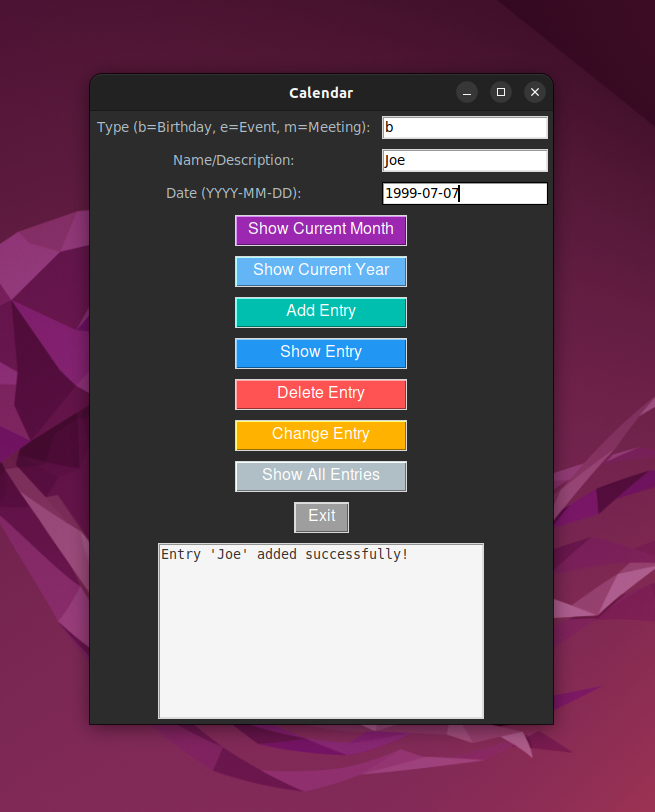 Calendar
Type (b=Birthday, e=Event, m=Meeting): b
Name/Description: Joe
Date (YYYY-MM-DD): 1999-07-07
Show Current Month
Show Current Year
Add Entry
Show Entry
Delete Entry
Change Entry
Show All Entries
Exit
Entry 'Joe' added successfully!